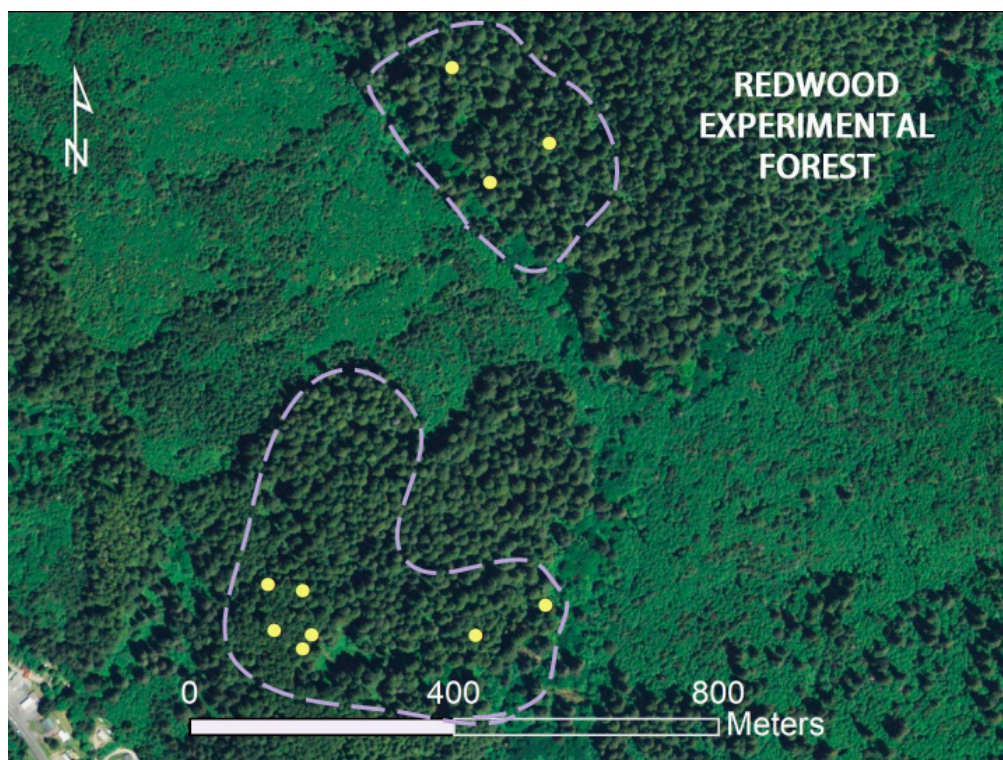 REDWOOD
EXPERIMENTAL
FOREST
N
0 400 800
Meters